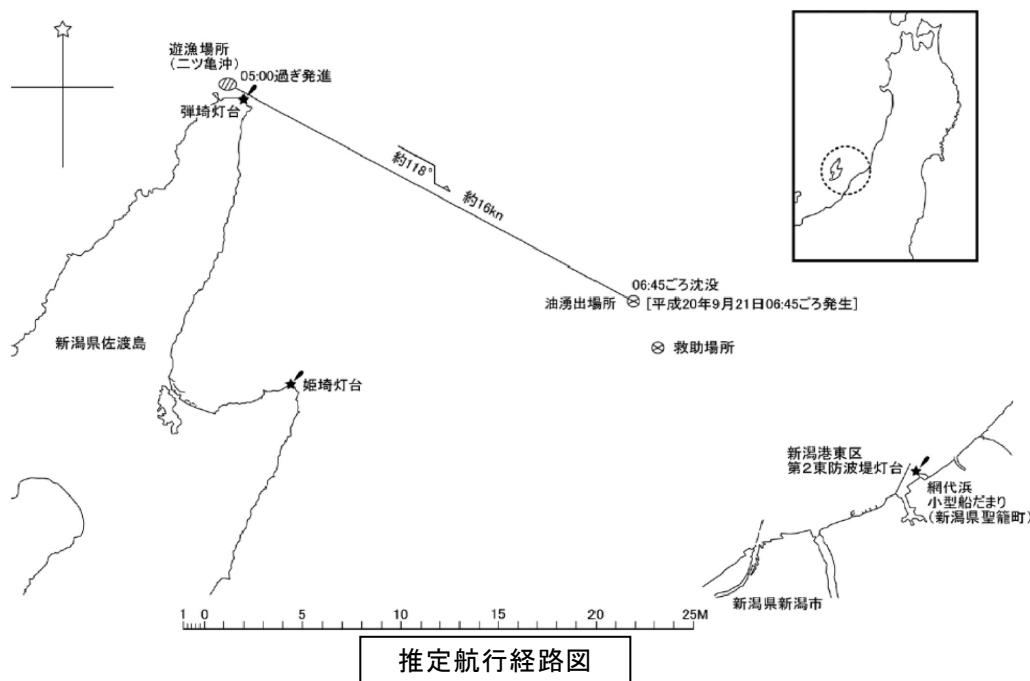 遊漁場所
(二ツ亀沖)
05:00過ぎ発進
弾埼灯台
約118°
約16kn
06:45ごろ沈没
油湧出場所
[平成20年9月21日06:45ごろ発生]
救助場所
新潟県佐渡島
姫埼灯台
新潟港東区
第2東防波堤灯台
網代浜
小型船だまり
(新潟県聖籠町)
新潟県新潟市
1 0 5 10 15 20 25M
推定航行経路図